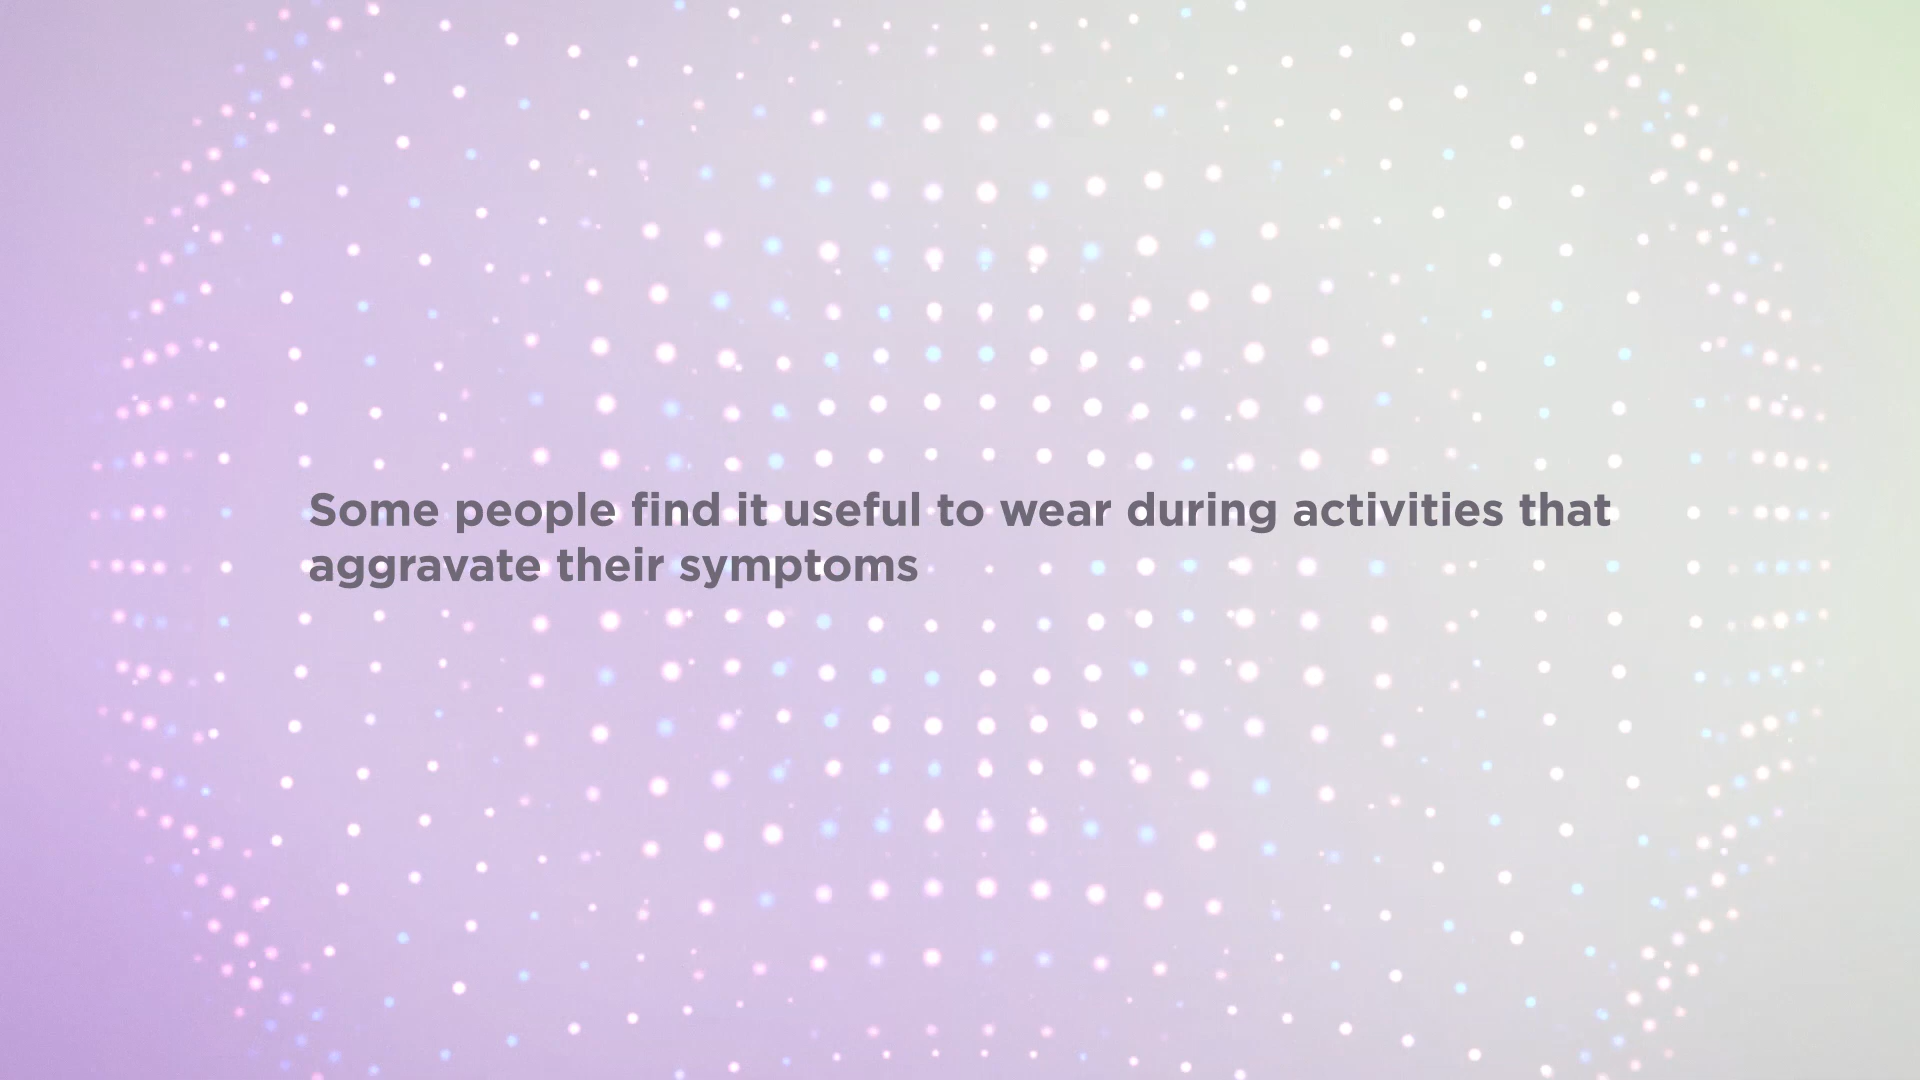 Some people find it useful to wear during activities that
aggravate their symptoms